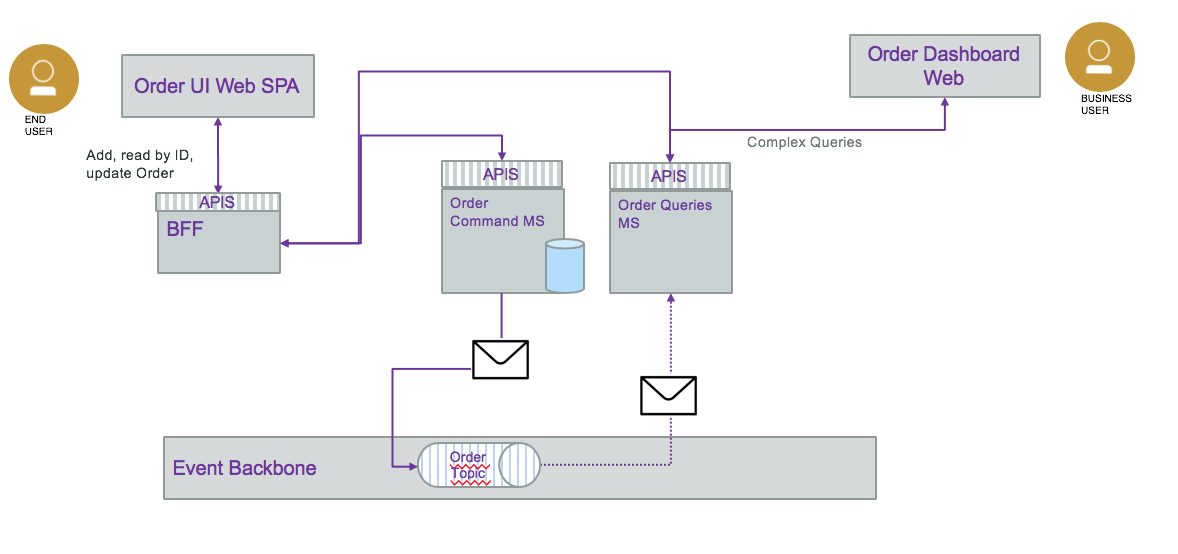 END
USER
Order UI Web SPA
Order Dashboard
Web
BUSINESS
USER
Add, read by ID,
update Order
Complex Queries
APIS
BFF
APIS
Order
Command MS
APIS
Order Queries
MS
Event Backbone
Order
Topic